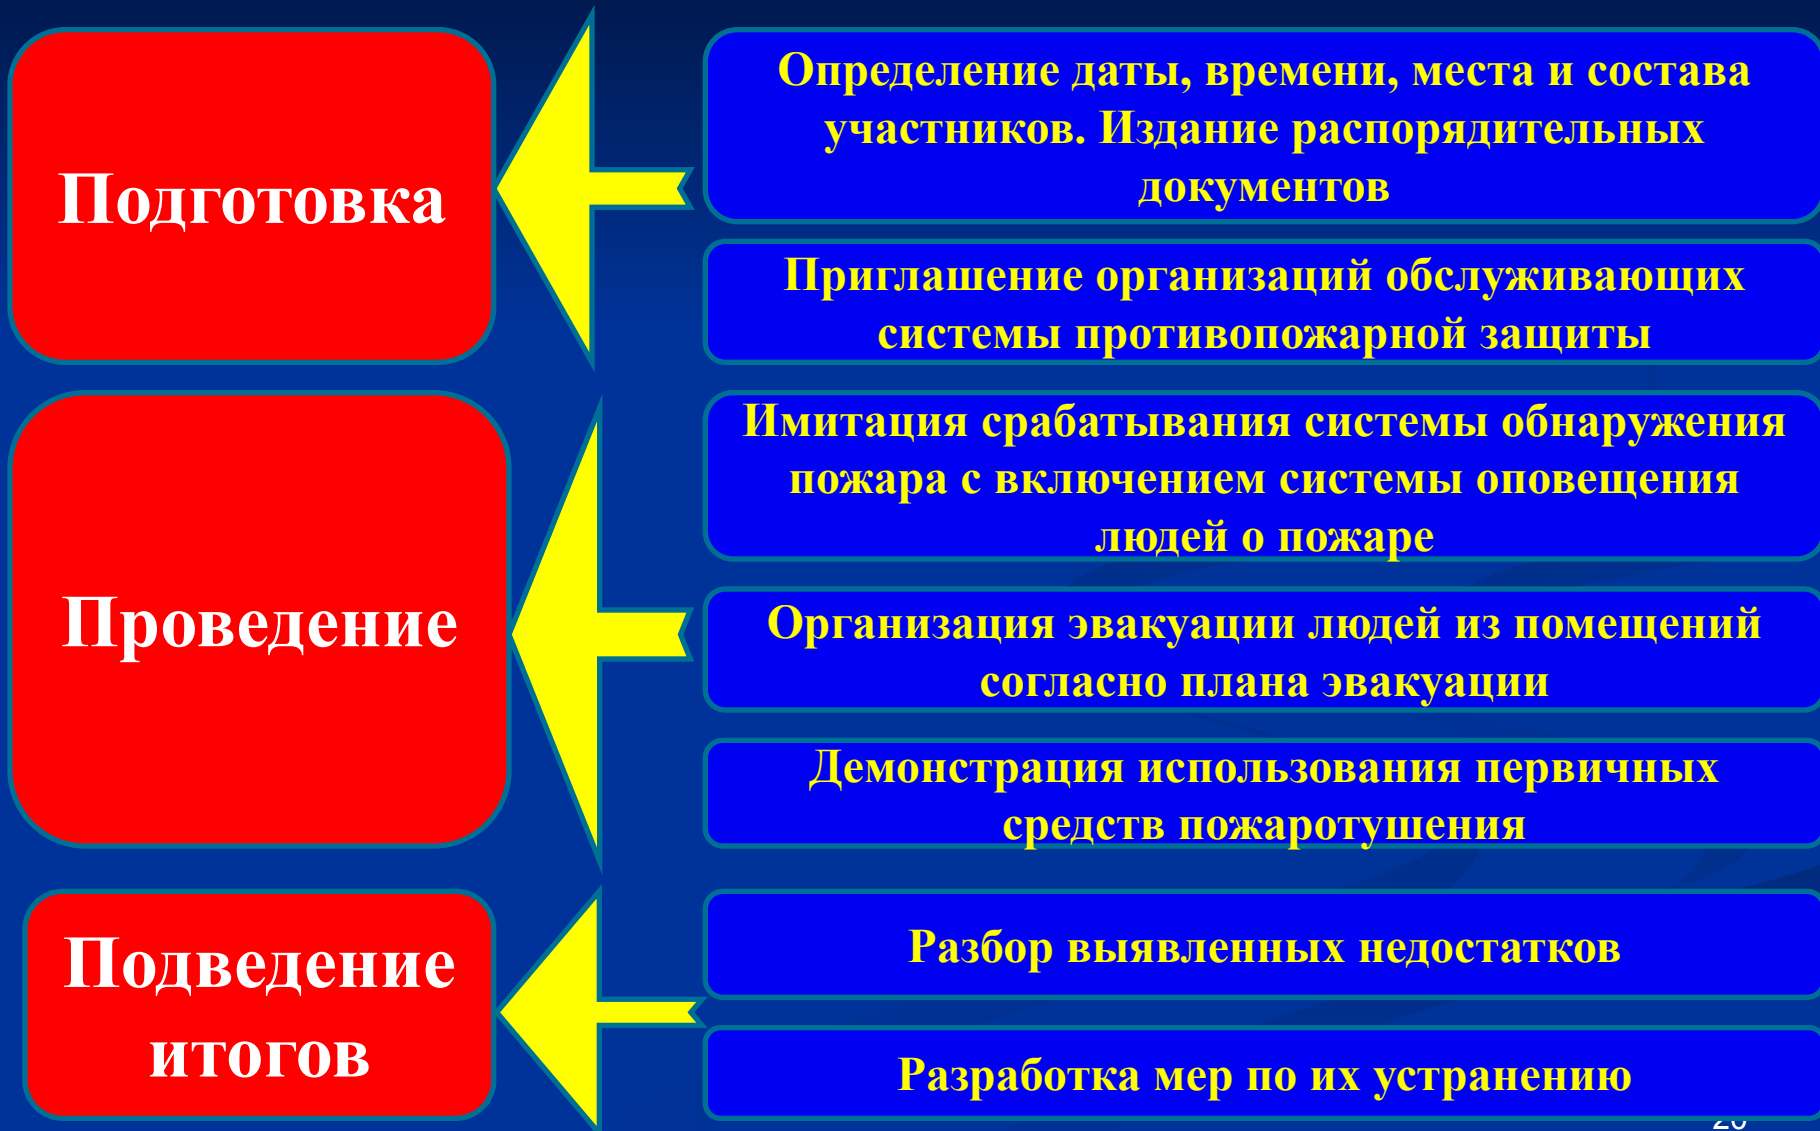 Подготовка
Определение даты, времени, места и состава
участников. Издание распорядительных
документов
Приглашение организаций обслуживающих
системы противопожарной защиты
Проведение
Имитация срабатывания системы обнаружения
пожара с включением системы оповещения
людей о пожаре
Организация эвакуации людей из помещений
согласно плана эвакуации
Демонстрация использования первичных
средств пожаротушения
Подведение
итогов
Разбор выявленных недостатков
Разработка мер по их устранению